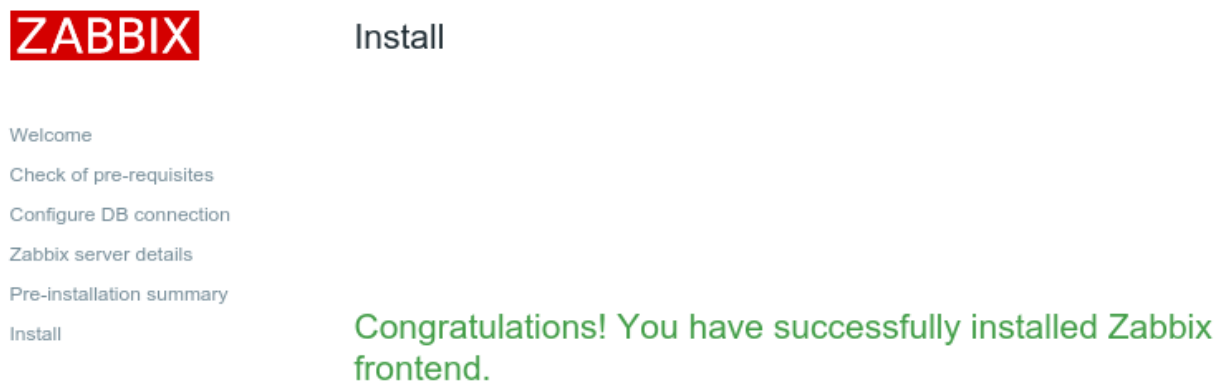 ZABBIX
Install
Welcome
Check of pre-requisites
Configure DB connection
Zabbix server details
Pre-installation summary
Install
Congratulations! You have successfully installed Zabbix
frontend.